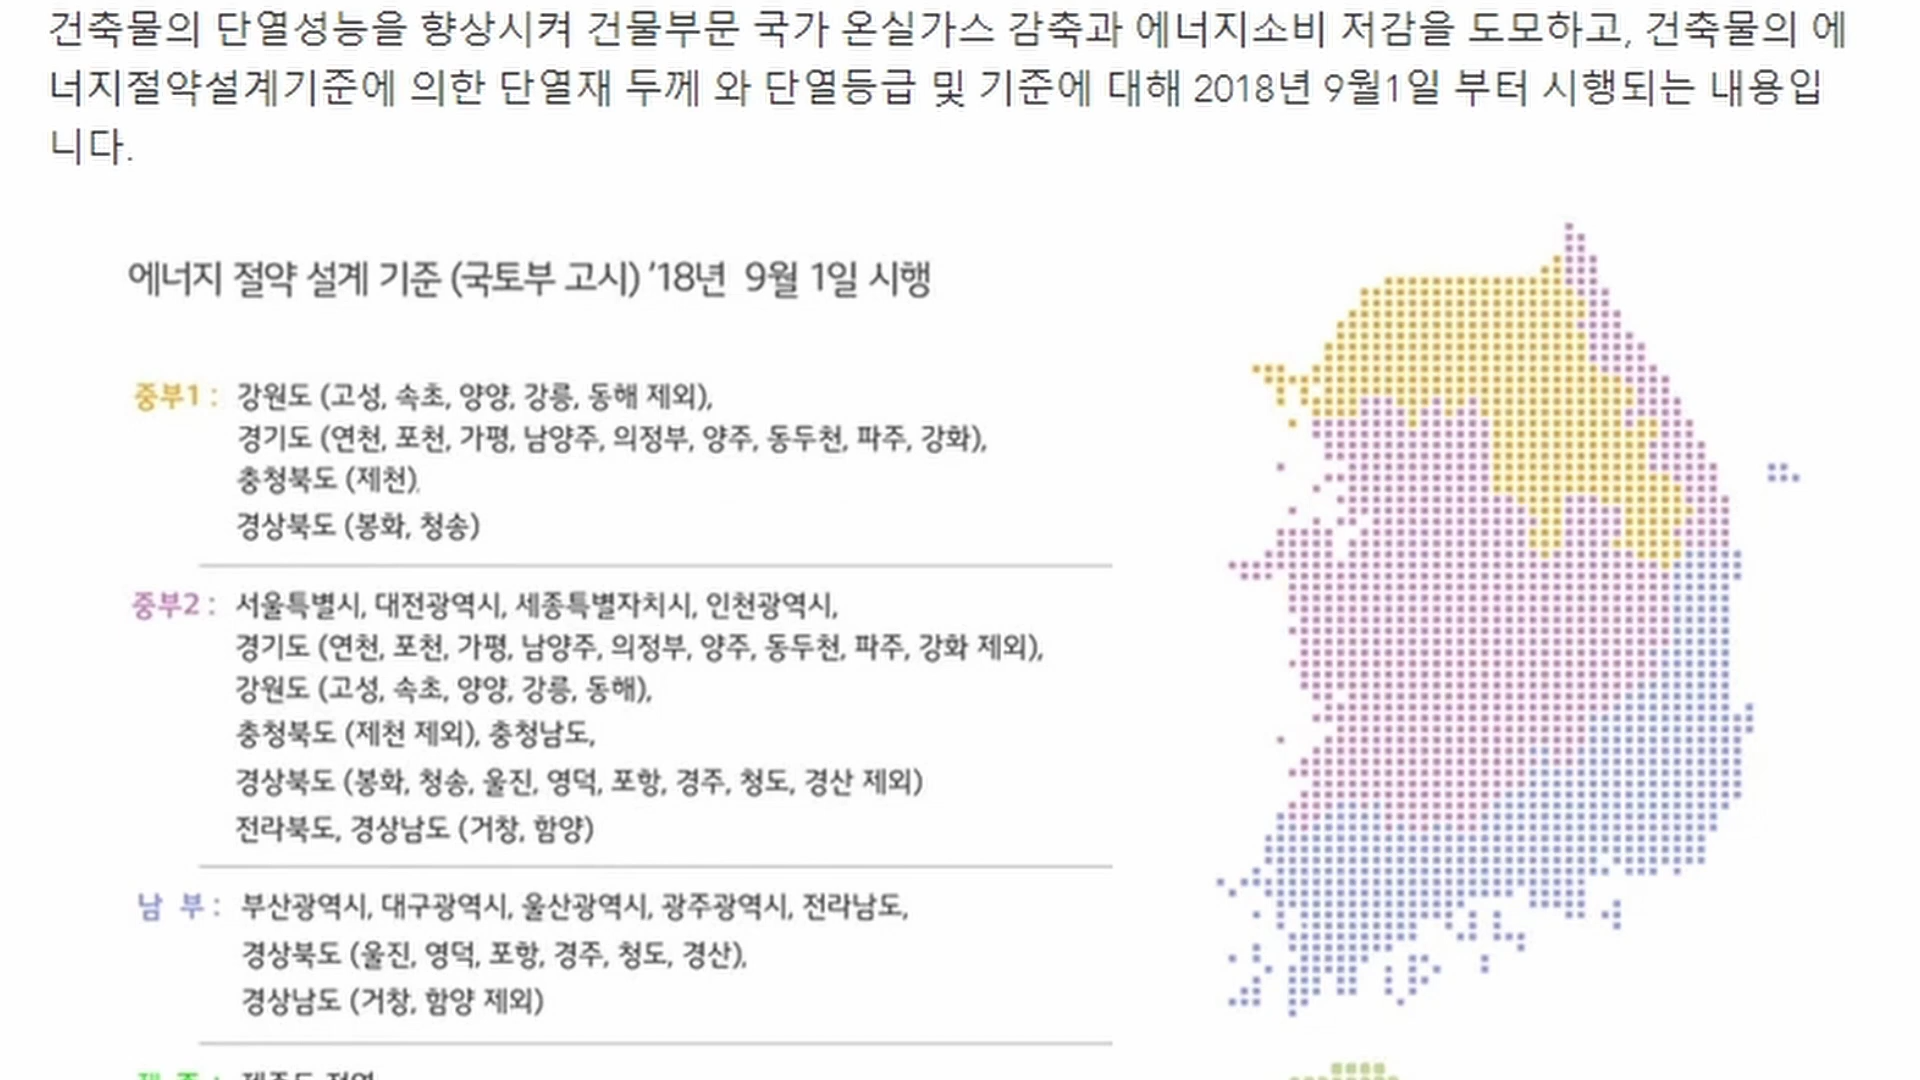 건축물의 단열성능을 향상시켜 건물부문 국가 온실가스 감축과 에너지소비 저감을 도모하고, 건축물의 에
너지절약설계기준에 의한 단열재 두께 와 단열등급 및 기준에 대해 2018년 9월1일 부터 시행되는 내용입
니다.
에너지 절약 설계 기준 (국토부 고시) '18년 9월 1일 시행
중부1 : 강원도 (고성, 속초, 양양, 강릉, 동해 제외),
경기도 (연천, 포천, 가평, 남양주, 의정부, 양주, 동두천, 파주, 강화),
충청북도 (제천),
경상북도 (봉화, 청송)
중부2 : 서울특별시, 대전광역시, 세종특별자치시, 인천광역시,
경기도 (연천, 포천, 가평, 남양주, 의정부, 양주, 동두천, 파주, 강화 제외),
강원도 (고성, 속초, 양양, 강릉, 동해),
충청북도 (제천 제외), 충청남도,
경상북도 (봉화, 청송, 울진, 영덕, 포항, 경주, 청도, 경산 제외)
전라북도, 경상남도 (거창, 함양)
남 부 : 부산광역시, 대구광역시, 울산광역시, 광주광역시, 전라남도,
경상북도 (울진, 영덕, 포항, 경주, 청도, 경산),
경상남도 (거창, 함양 제외)
제 주 : 제주도 전역